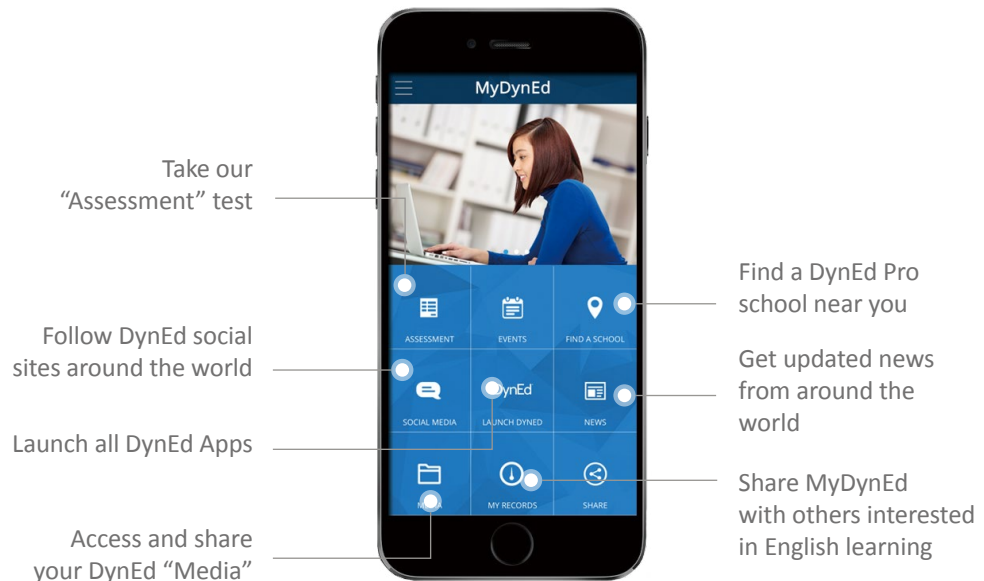 MyDynEd
Take our
“Assessment” test
Follow DynEd social
sites around the world
Launch all DynEd Apps
Access and share
your DynEd “Media”
ASSESSMENT
EVENTS
FIND A SCHOOL
SOCIAL MEDIA
DynEd
LAUNCH DYNED
NEWS
MEDIA
MY RECORDS
SHARE
Find a DynEd Pro
school near you
Get updated news
from around the
world
Share MyDynEd
with others interested
in English learning